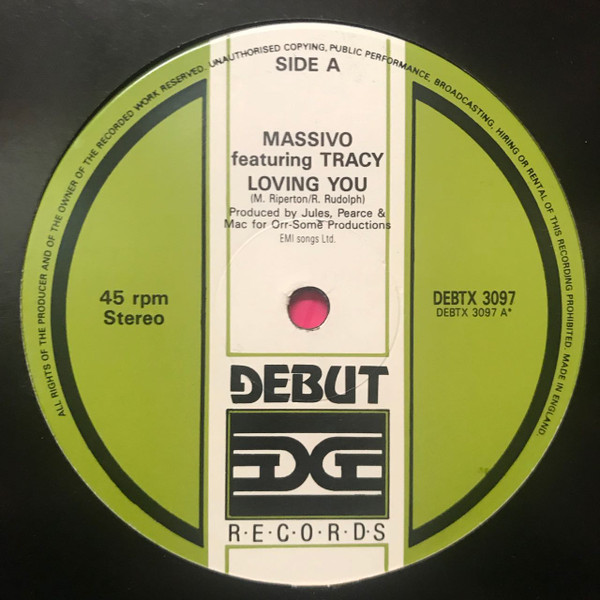 ALL RIGHTS OF THE PRODUCER AND OF THE OWNER OF THE RECORDED WORK RESERVED. UNAUTHORISED COPYING, PUBLIC PERFORMANCE, BROADCASTING, HIRING OR RENTAL OF THIS RECORDING PROHIBITED. MADE IN ENGLAND.
SIDE A
MASSIVO
featuring TRACY
LOVING YOU
(M. Riperton/R. Rudolph)
Produced by Jules, Pearce &
Mac for Orr-Some Productions
EMI songs Ltd.
45 rpm
Stereo
DEBTX 3097
DEBTX 3097 A*
DEBUT
EDGE
R·E·C·O·R·D·S